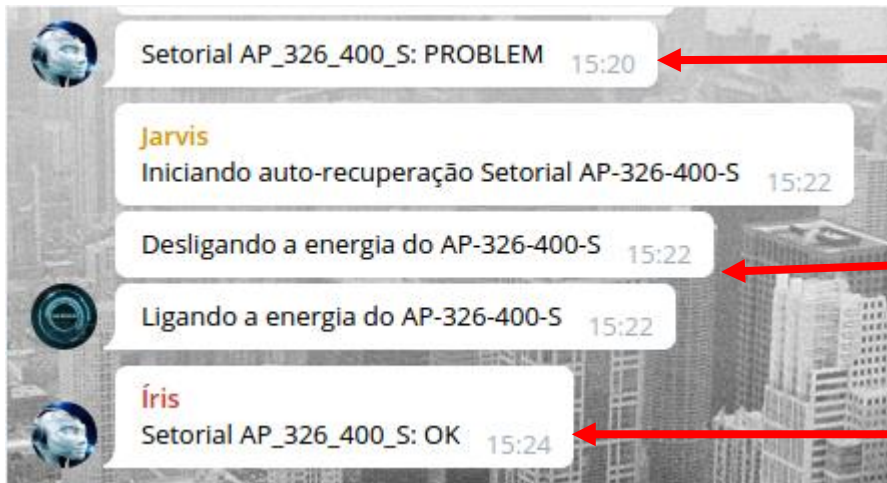 Setorial AP_326_400_S: PROBLEM 15:20
Jarvis
Iniciando auto-recuperação Setorial AP-326-400-S 15:22
Desligando a energia do AP-326-400-S 15:22
Ligando a energia do AP-326-400-S 15:22
Íris
Setorial AP_326_400_S: OK 15:24